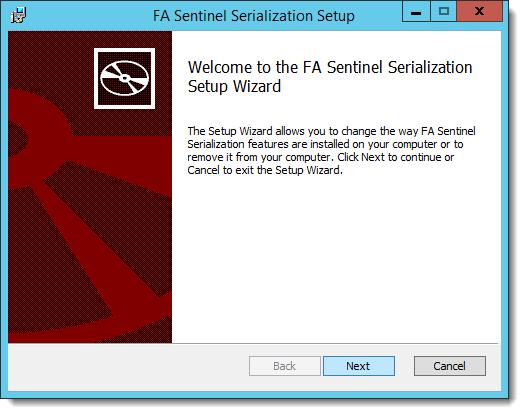 FA Sentinel Serialization Setup
Welcome to the FA Sentinel Serialization
Setup Wizard
The Setup Wizard allows you to change the way FA Sentinel
Serialization features are installed on your computer or to
remove it from your computer. Click Next to continue or
Cancel to exit the Setup Wizard.
Back
Next
Cancel